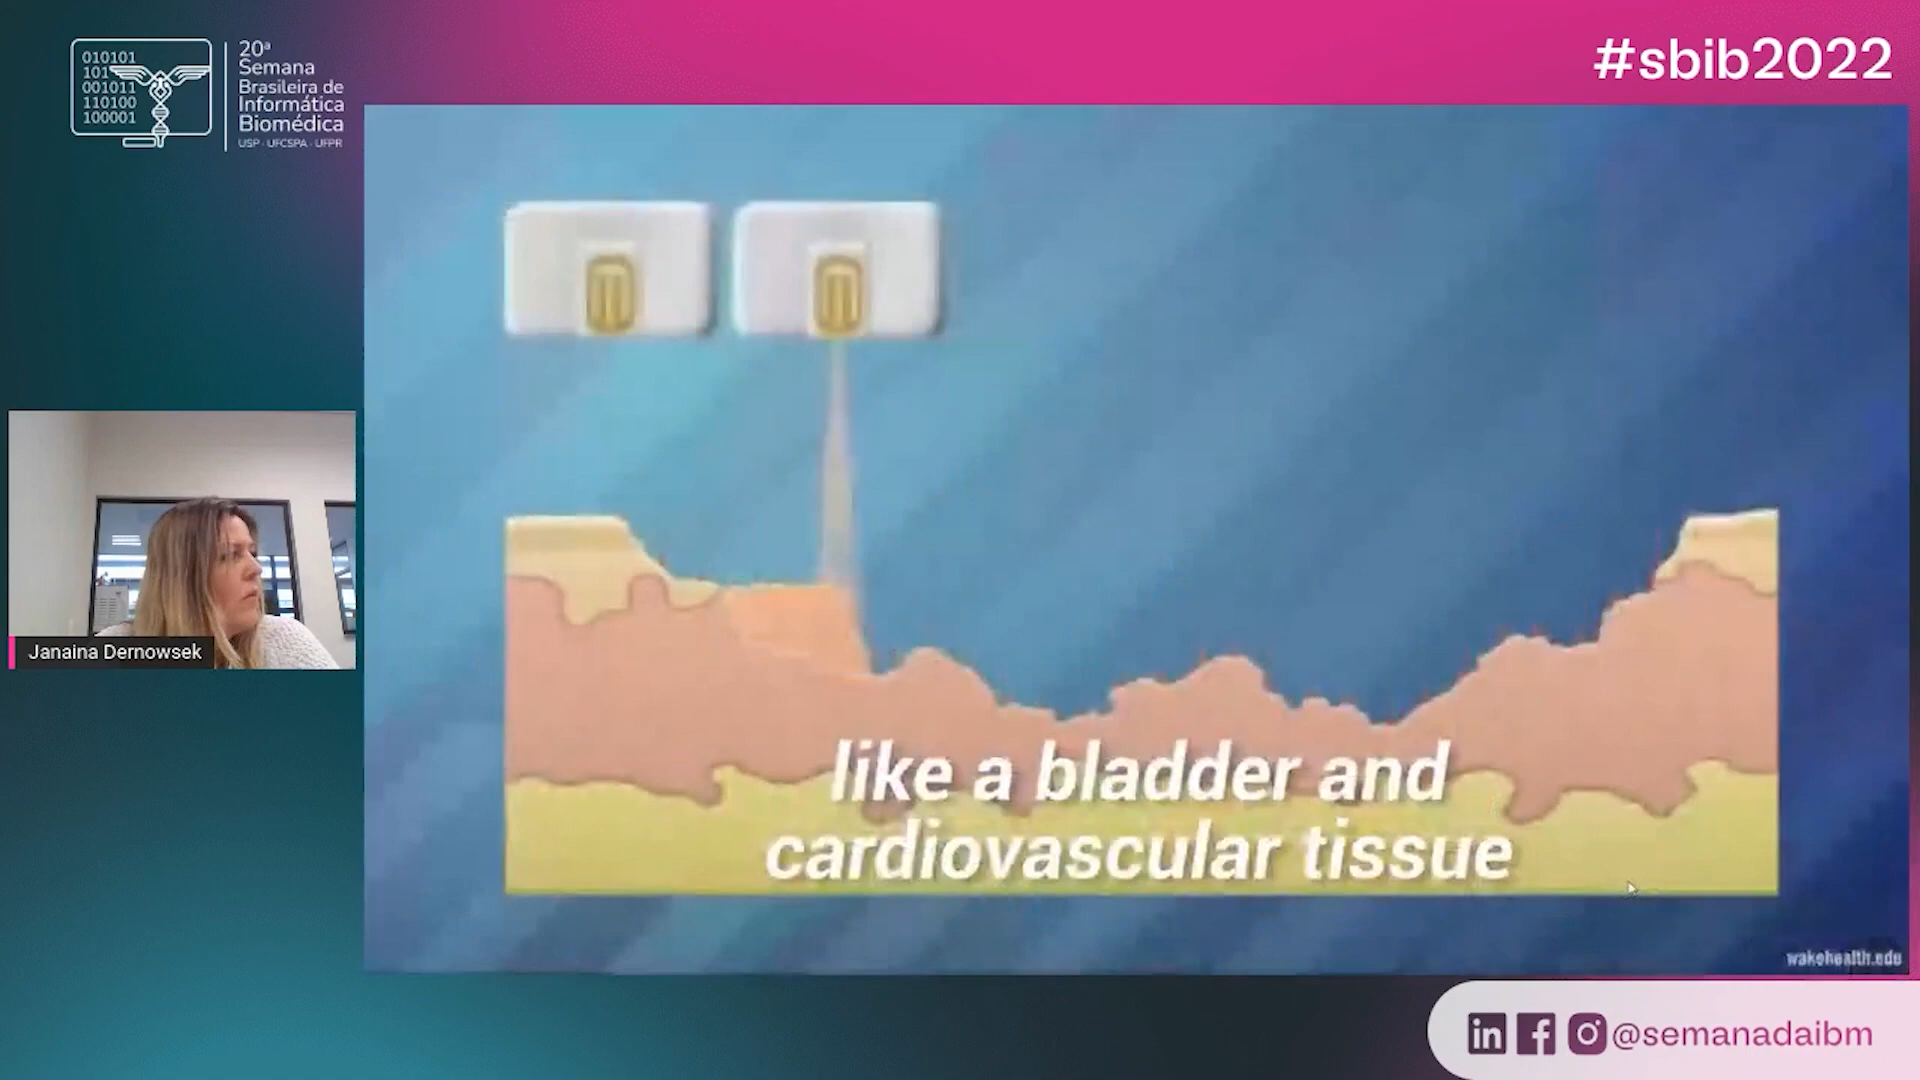 010101
101
001011
110100
100001
20ª
Semana
Brasileira de
Informática
Biomédica
USP · UFCSPA · UFPR
#sbib2022
Janaina Dernowsek
like a bladder and
cardiovascular tissue
wakehealth.edu
@semanadaibm